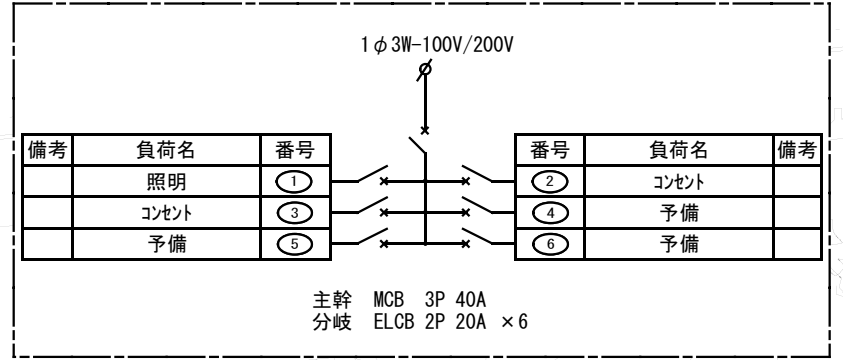 1φ3W-100V/200V
備考 負荷名 番号 番号 負荷名 備考
照明 1 2 コンセント
コンセント 3 4 予備
予備 5 6 予備
主幹 MCB 3P 40A
分岐 ELCB 2P 20A ×6